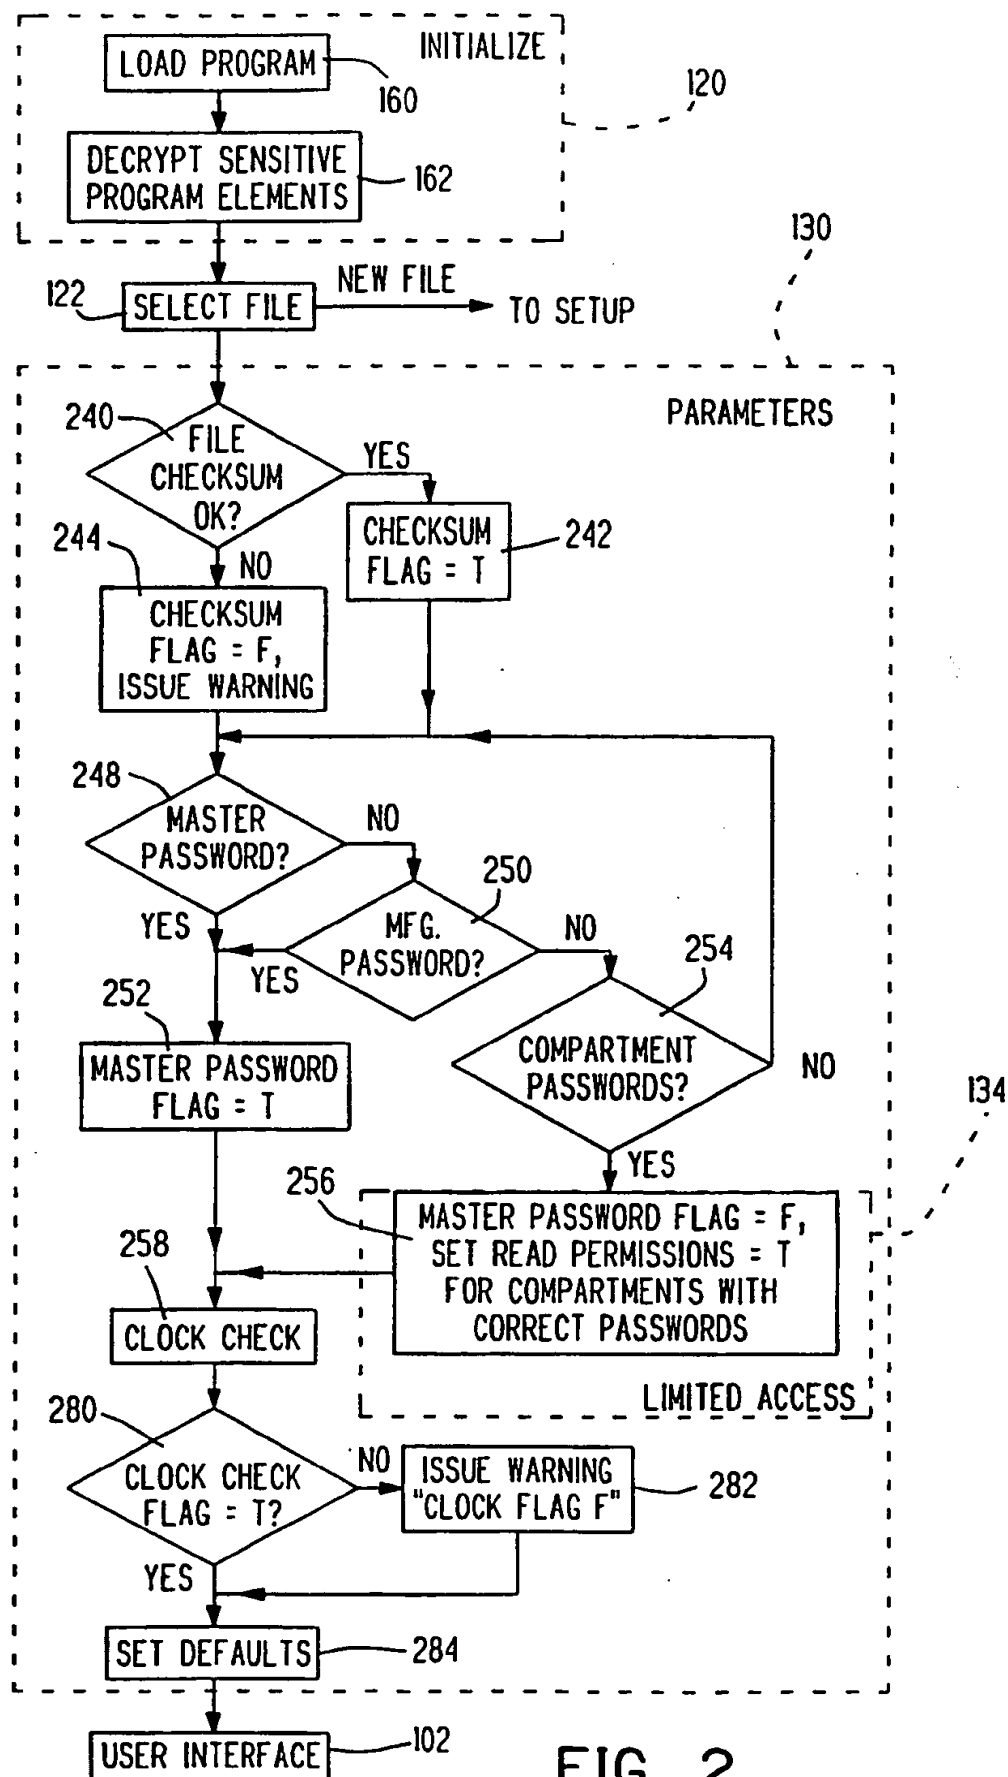 INITIALIZE
LOAD PROGRAM
160
120
DECRYPT SENSITIVE
PROGRAM ELEMENTS
162
130
122
SELECT FILE
NEW FILE
TO SETUP
PARAMETERS
240
FILE
CHECKSUM
OK?
YES
244
NO
CHECKSUM
FLAG = T
242
CHECKSUM
FLAG = F,
ISSUE WARNING
248
MASTER
PASSWORD?
NO
250
YES
MFG.
PASSWORD?
YES
NO
254
252
COMPARTMENT
PASSWORDS?
NO
MASTER PASSWORD
FLAG = T
134
YES
256
MASTER PASSWORD FLAG = F,
SET READ PERMISSIONS = T
FOR COMPARTMENTS WITH
CORRECT PASSWORDS
258
CLOCK CHECK
LIMITED ACCESS
280
CLOCK CHECK
FLAG = T?
NO
ISSUE WARNING
"CLOCK FLAG F"
282
YES
SET DEFAULTS
284
USER INTERFACE
102
FIG. 2